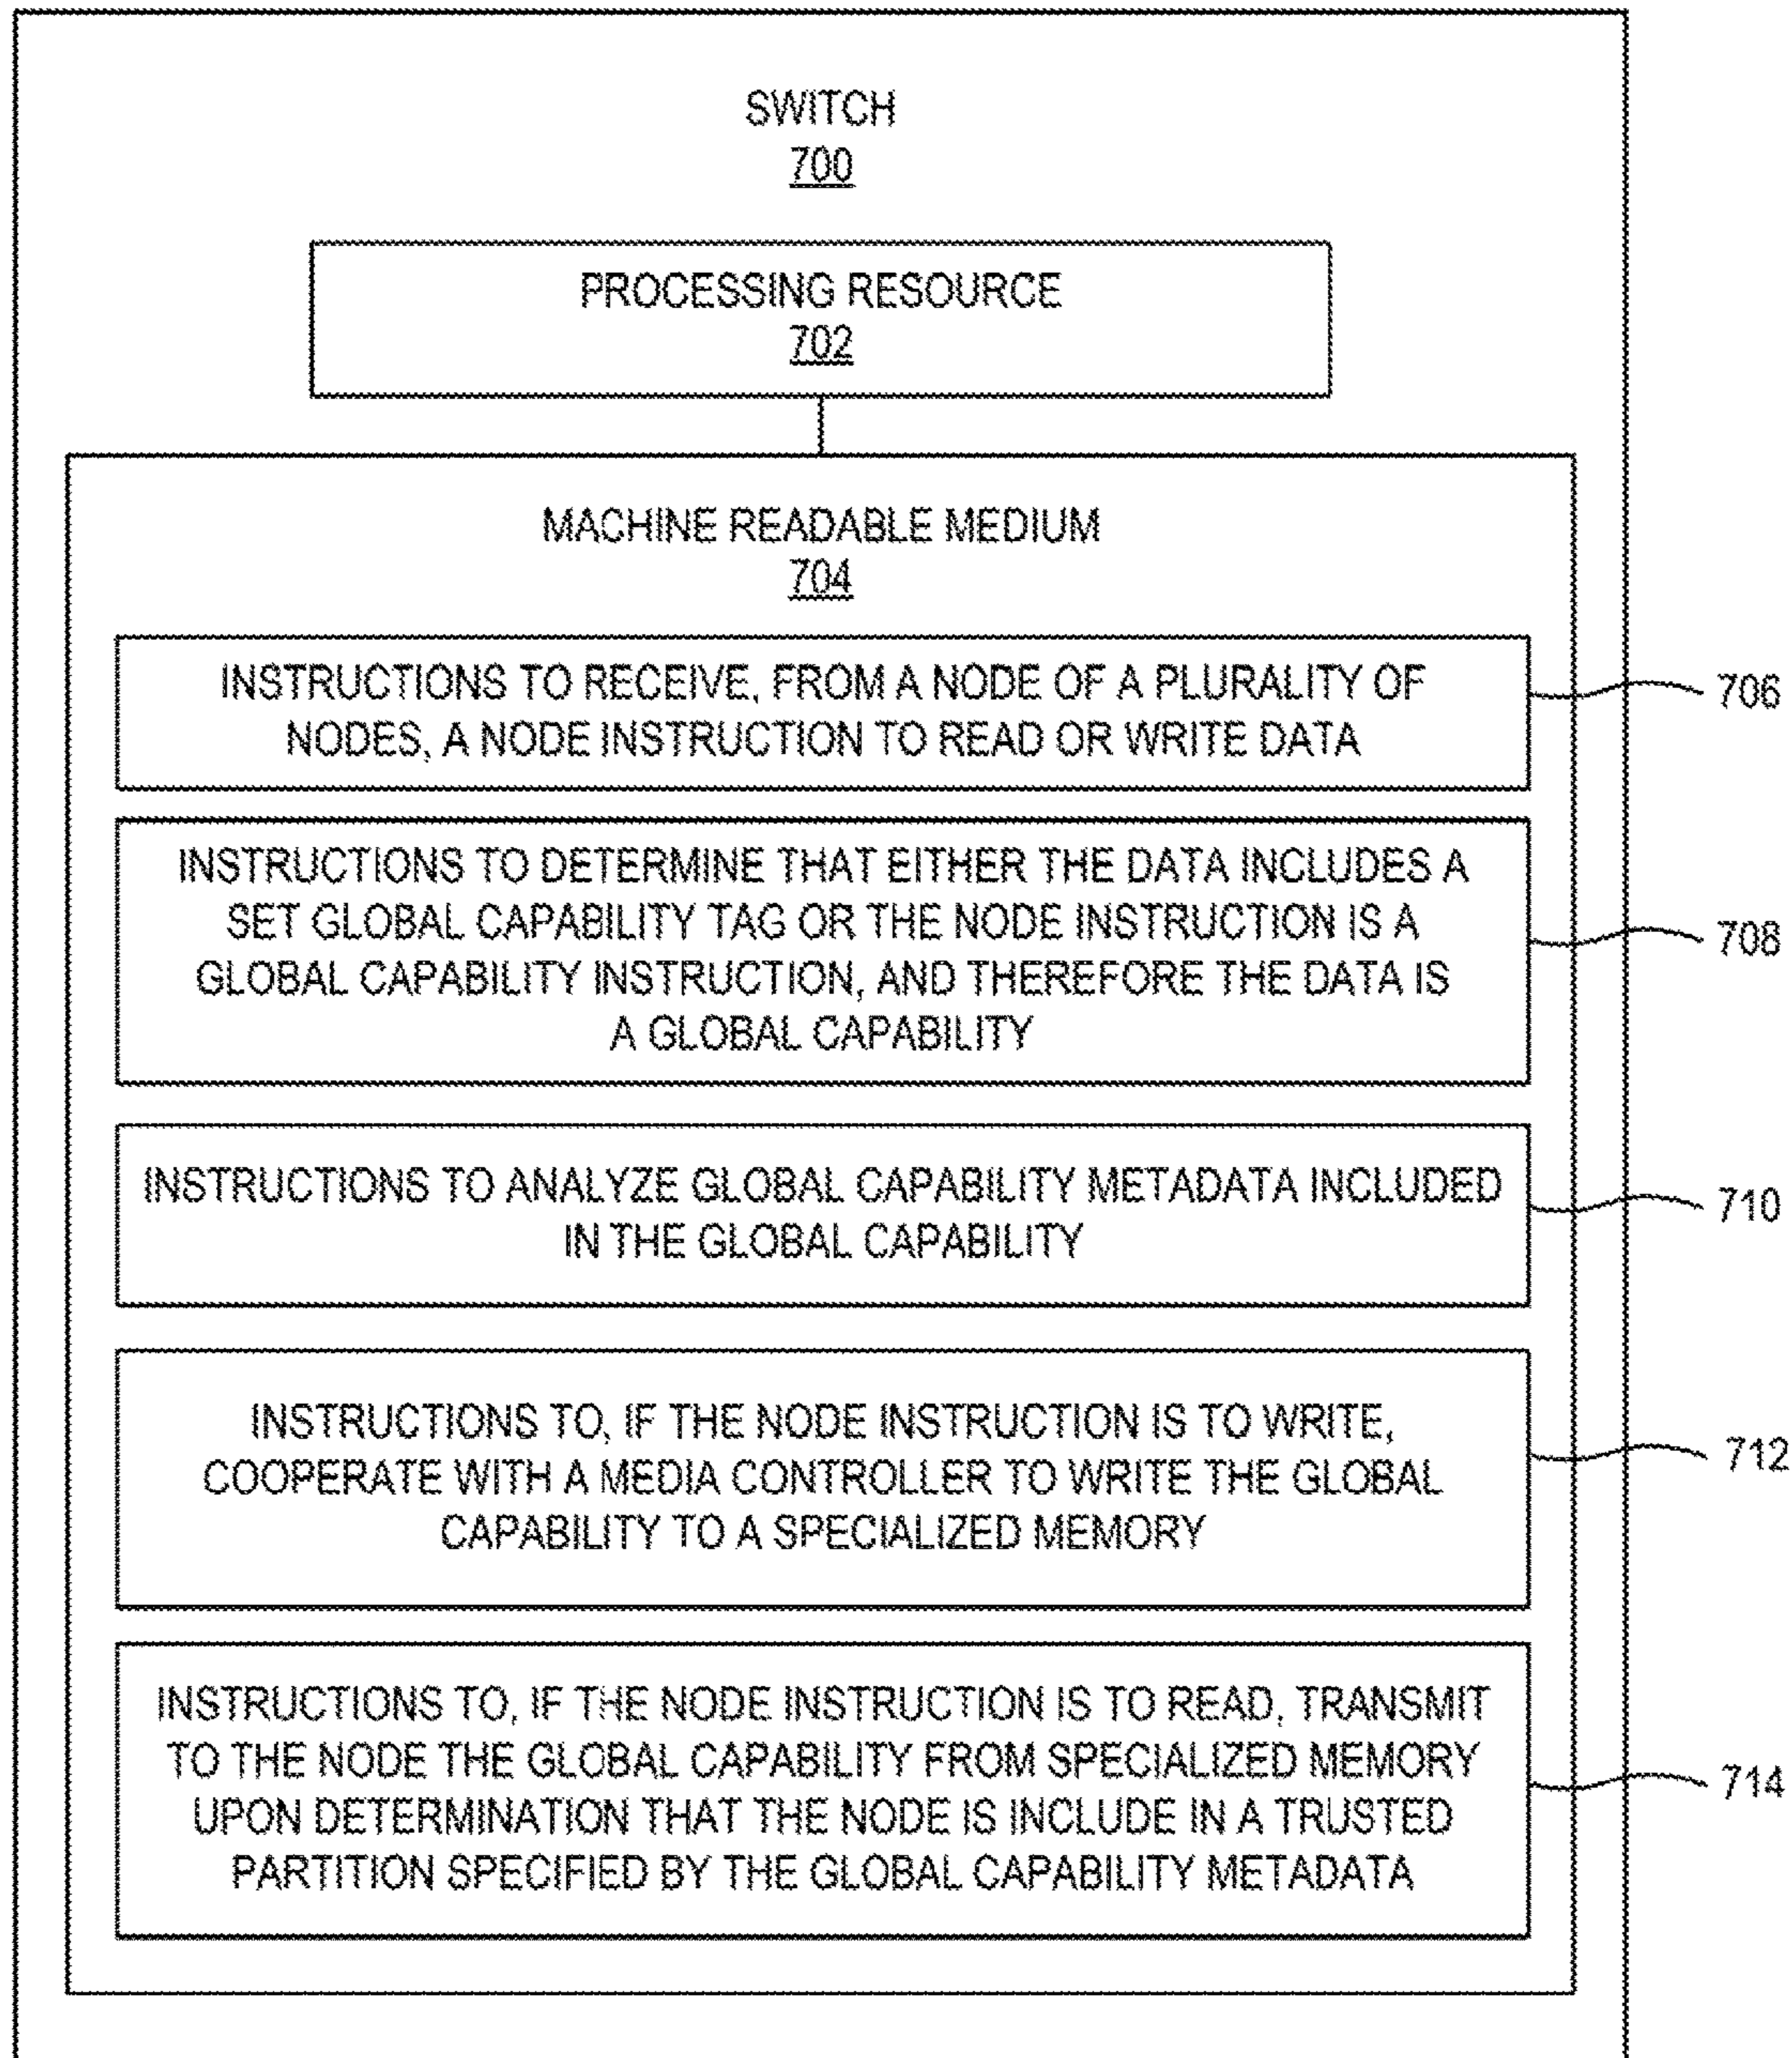 SWITCH
700
PROCESSING RESOURCE
702
MACHINE READABLE MEDIUM
704
INSTRUCTIONS TO RECEIVE, FROM A NODE OF A PLURALITY OF
NODES, A NODE INSTRUCTION TO READ OR WRITE DATA
706
INSTRUCTIONS TO DETERMINE THAT EITHER THE DATA INCLUDES A
SET GLOBAL CAPABILITY TAG OR THE NODE INSTRUCTION IS A
GLOBAL CAPABILITY INSTRUCTION, AND THEREFORE THE DATA IS
A GLOBAL CAPABILITY
708
INSTRUCTIONS TO ANALYZE GLOBAL CAPABILITY METADATA INCLUDED
IN THE GLOBAL CAPABILITY
710
INSTRUCTIONS TO, IF THE NODE INSTRUCTION IS TO WRITE,
COOPERATE WITH A MEDIA CONTROLLER TO WRITE THE GLOBAL
CAPABILITY TO A SPECIALIZED MEMORY
712
INSTRUCTIONS TO, IF THE NODE INSTRUCTION IS TO READ, TRANSMIT
TO THE NODE THE GLOBAL CAPABILITY FROM SPECIALIZED MEMORY
UPON DETERMINATION THAT THE NODE IS INCLUDE IN A TRUSTED
PARTITION SPECIFIED BY THE GLOBAL CAPABILITY METADATA
714